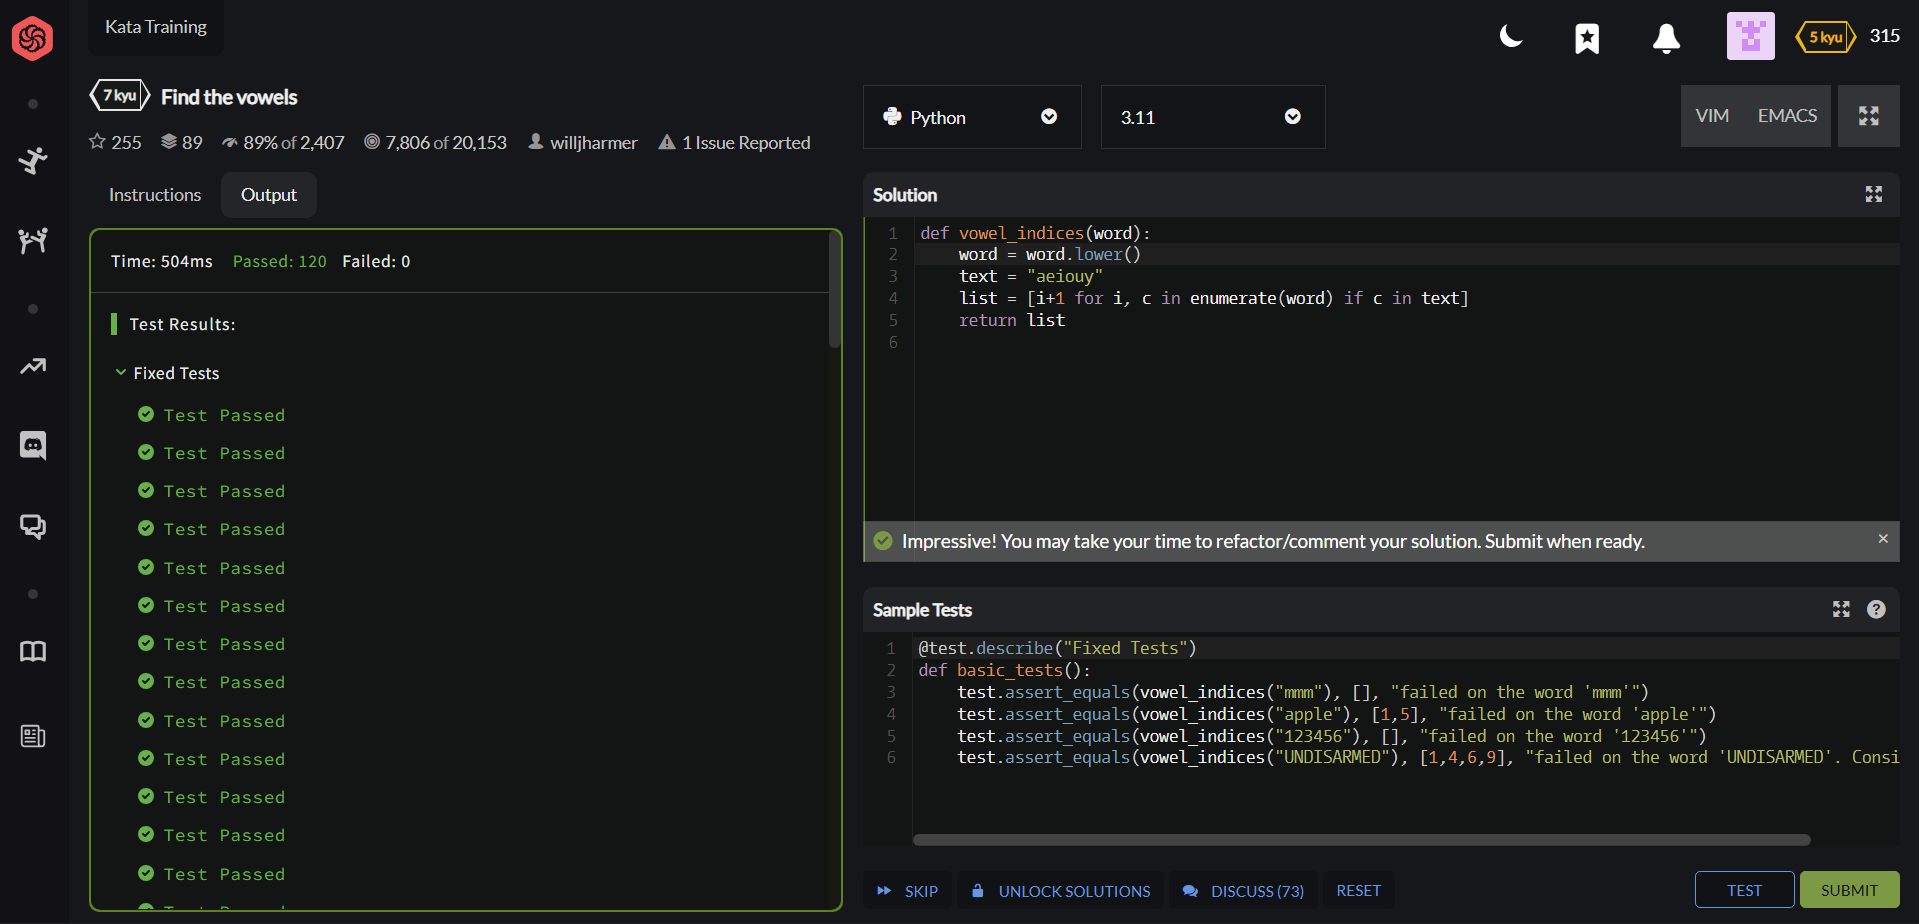 Kata Training
5 kyu 315
7 kyu Find the vowels
255 89 89% of 2,407 7,806 of 20,153 willjharmer 1 Issue Reported
Instructions Output
Time: 504ms Passed: 120 Failed: 0
Test Results:
Fixed Tests
Test Passed
Test Passed
Test Passed
Test Passed
Test Passed
Test Passed
Test Passed
Test Passed
Test Passed
Test Passed
Test Passed
Test Passed
Test Passed
Python 3.11 VIM EMACS
Solution
1 def vowel_indices(word):
2 word = word.lower()
3 text = "aeiouy"
4 list = [i+1 for i, c in enumerate(word) if c in text]
5 return list
6
Impressive! You may take your time to refactor/comment your solution. Submit when ready.
Sample Tests
1 @test.describe("Fixed Tests")
2 def basic_tests():
3 test.assert_equals(vowel_indices("mmm"), [], "failed on the word 'mmm'")
4 test.assert_equals(vowel_indices("apple"), [1,5], "failed on the word 'apple'")
5 test.assert_equals(vowel_indices("123456"), [], "failed on the word '123456'")
6 test.assert_equals(vowel_indices("UNDISARMED"), [1,4,6,9], "failed on the word 'UNDISARMED'. Consi
SKIP UNLOCK SOLUTIONS DISCUSS (73) RESET TEST SUBMIT